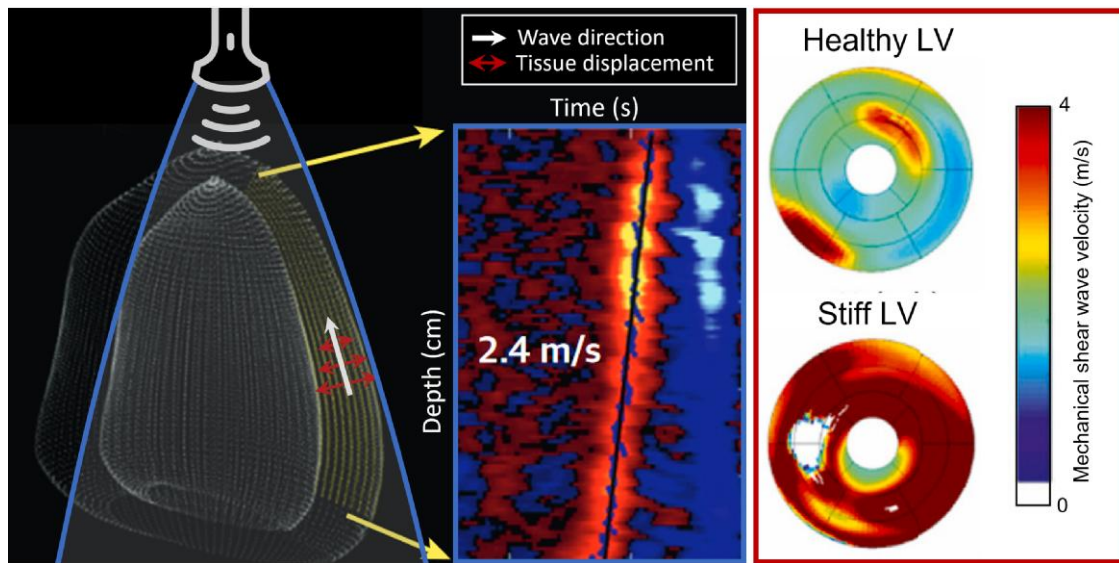 Wave direction
Tissue displacement
Time (s)
Depth (cm)
2.4 m/s
Healthy LV
Stiff LV
4
Mechanical shear wave velocity (m/s)
0